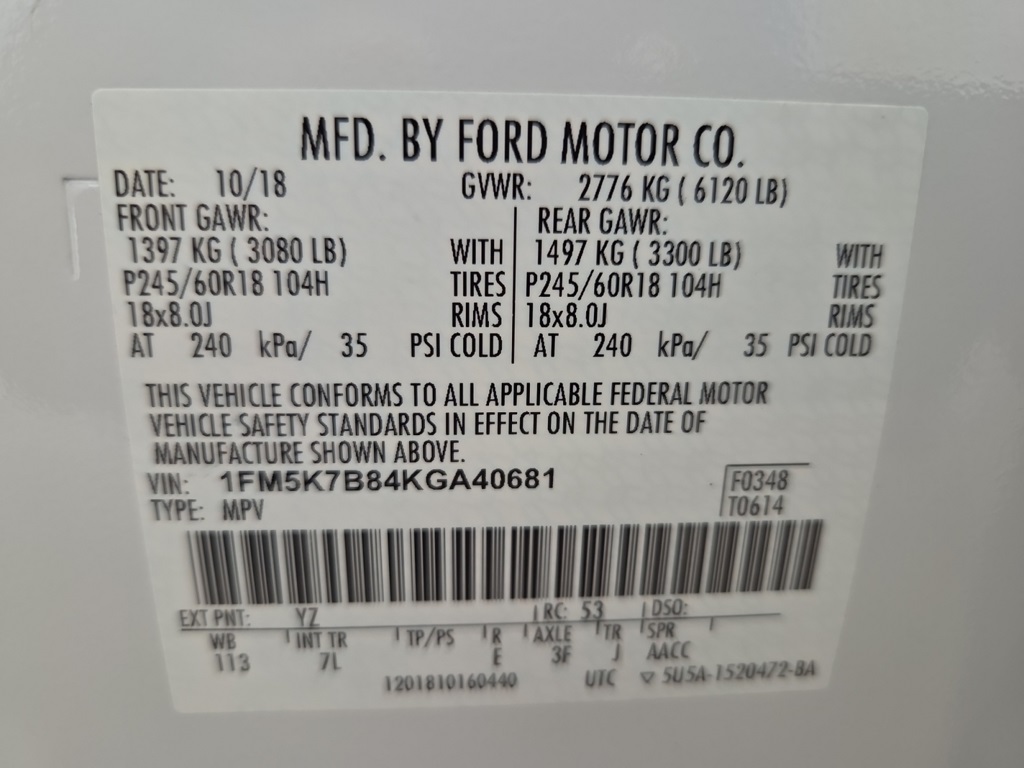 MFD. BY FORD MOTOR CO.
DATE: 10/18 GVWR: 2776 KG ( 6120 LB)
FRONT GAWR: REAR GAWR:
1397 KG ( 3080 LB) WITH 1497 KG ( 3300 LB) WITH
P245/60R18 104H TIRES P245/60R18 104H TIRES
18x8.0J RIMS 18x8.0J RIMS
AT 240 kPa/ 35 PSI COLD AT 240 kPa/ 35 PSI COLD
THIS VEHICLE CONFORMS TO ALL APPLICABLE FEDERAL MOTOR
VEHICLE SAFETY STANDARDS IN EFFECT ON THE DATE OF
MANUFACTURE SHOWN ABOVE.
VIN: 1FM5K7B84KGA40681 F0348
TYPE: MPV T0614
EXT PNT: YZ RC: 53 DSO:
WB INT TR TP/PS R AXLE TR SPR
113 7L E 3F J AACC
1201810160440 UTC ▽ 5U5A-1520472-BA